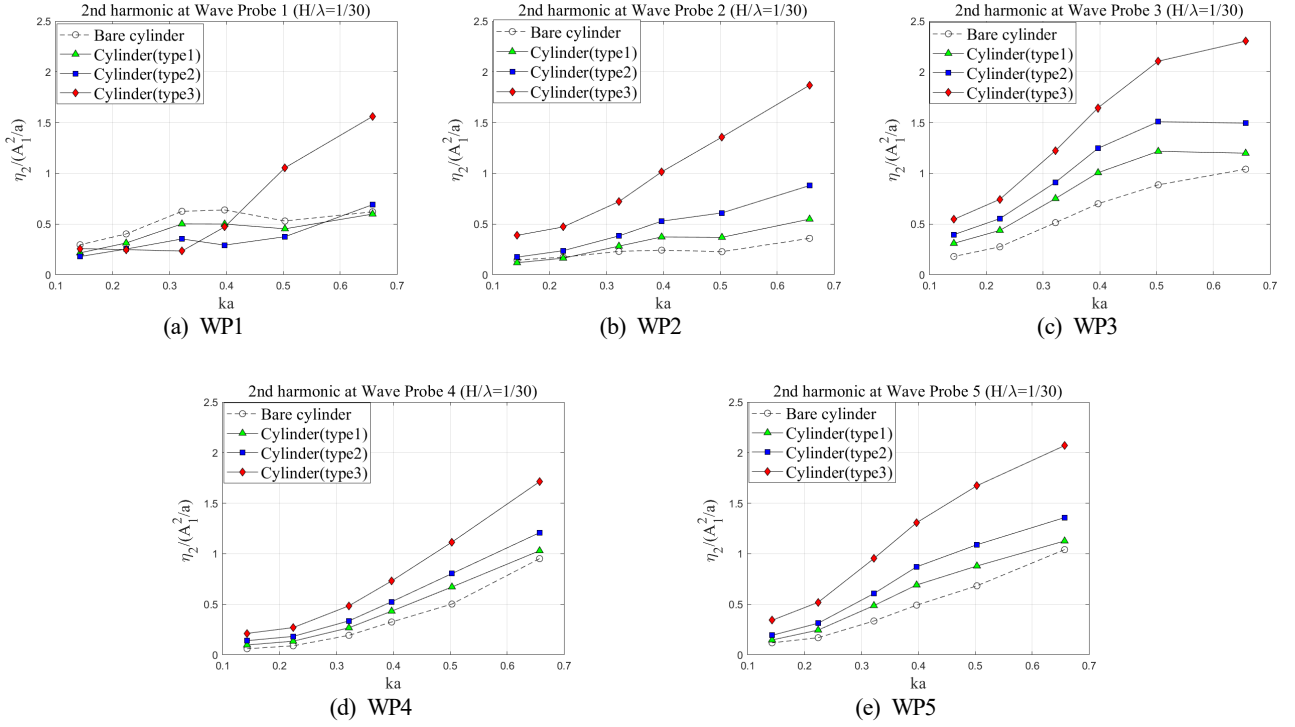 2nd harmonic at Wave Probe 1 (H/λ=1/30)
Bare cylinder
Cylinder(type1)
Cylinder(type2)
Cylinder(type3)
η₂/(A₁²/a)
2.5
2
1.5
1
0.5
0
0.1 0.2 0.3 0.4 0.5 0.6 0.7
ka
(a) WP1
2nd harmonic at Wave Probe 2 (H/λ=1/30)
Bare cylinder
Cylinder(type1)
Cylinder(type2)
Cylinder(type3)
η₂/(A₁²/a)
2.5
2
1.5
1
0.5
0
0.1 0.2 0.3 0.4 0.5 0.6 0.7
ka
(b) WP2
2nd harmonic at Wave Probe 3 (H/λ=1/30)
Bare cylinder
Cylinder(type1)
Cylinder(type2)
Cylinder(type3)
η₂/(A₁²/a)
2.5
2
1.5
1
0.5
0
0.1 0.2 0.3 0.4 0.5 0.6 0.7
ka
(c) WP3
2nd harmonic at Wave Probe 4 (H/λ=1/30)
Bare cylinder
Cylinder(type1)
Cylinder(type2)
Cylinder(type3)
η₂/(A₁²/a)
2.5
2
1.5
1
0.5
0
0.1 0.2 0.3 0.4 0.5 0.6 0.7
ka
(d) WP4
2nd harmonic at Wave Probe 5 (H/λ=1/30)
Bare cylinder
Cylinder(type1)
Cylinder(type2)
Cylinder(type3)
η₂/(A₁²/a)
2.5
2
1.5
1
0.5
0
0.1 0.2 0.3 0.4 0.5 0.6 0.7
ka
(e) WP5